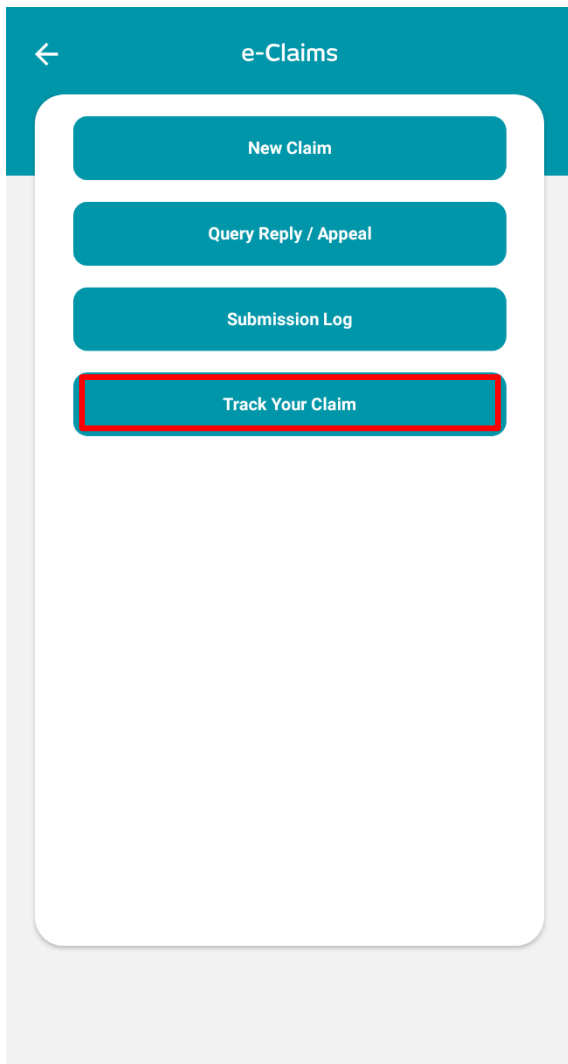 e-Claims
New Claim
Query Reply / Appeal
Submission Log
Track Your Claim